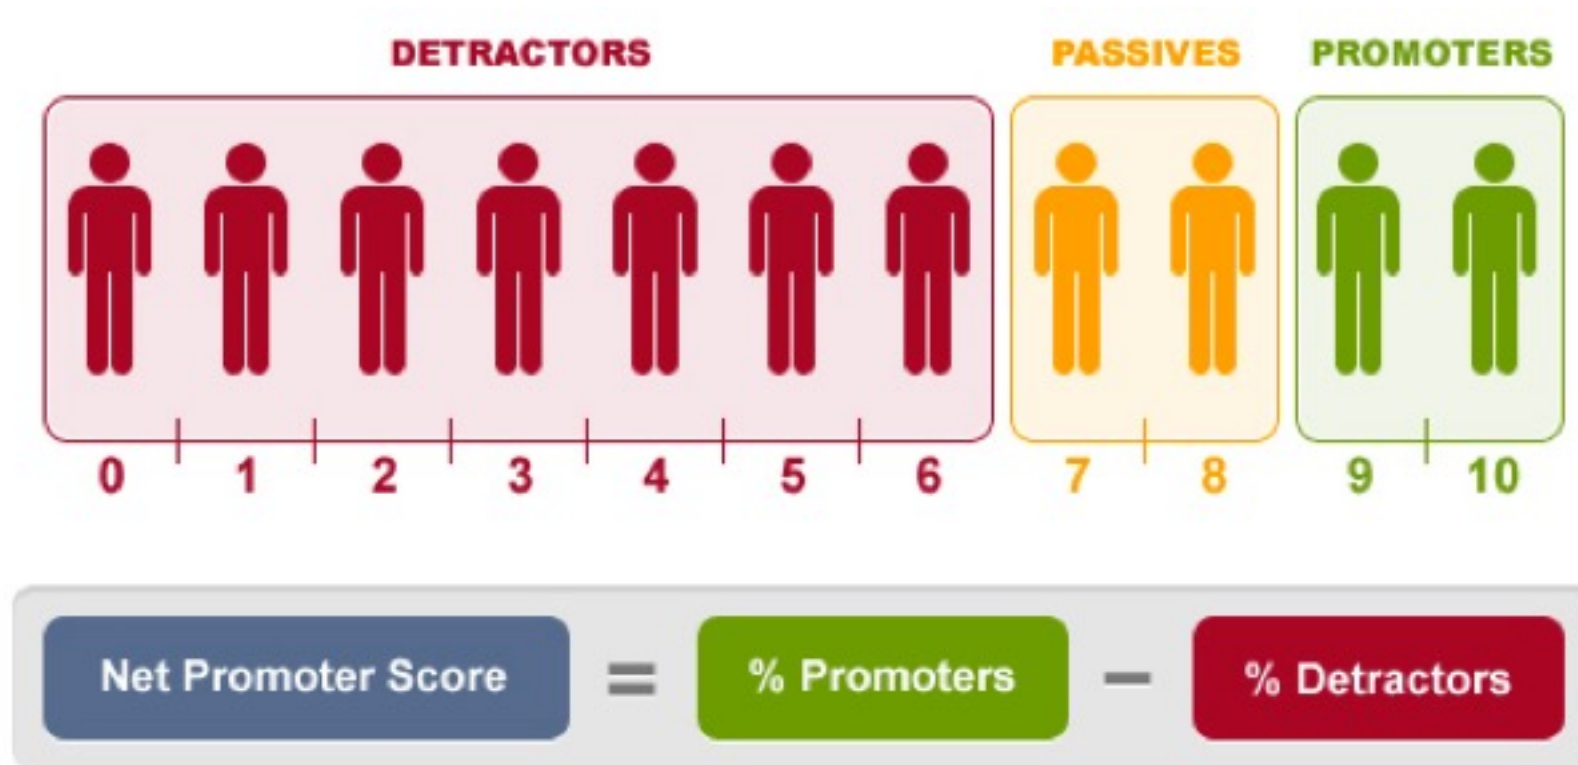 DETRACTORS PASSIVES PROMOTERS
0 1 2 3 4 5 6 7 8 9 10
Net Promoter Score = % Promoters − % Detractors